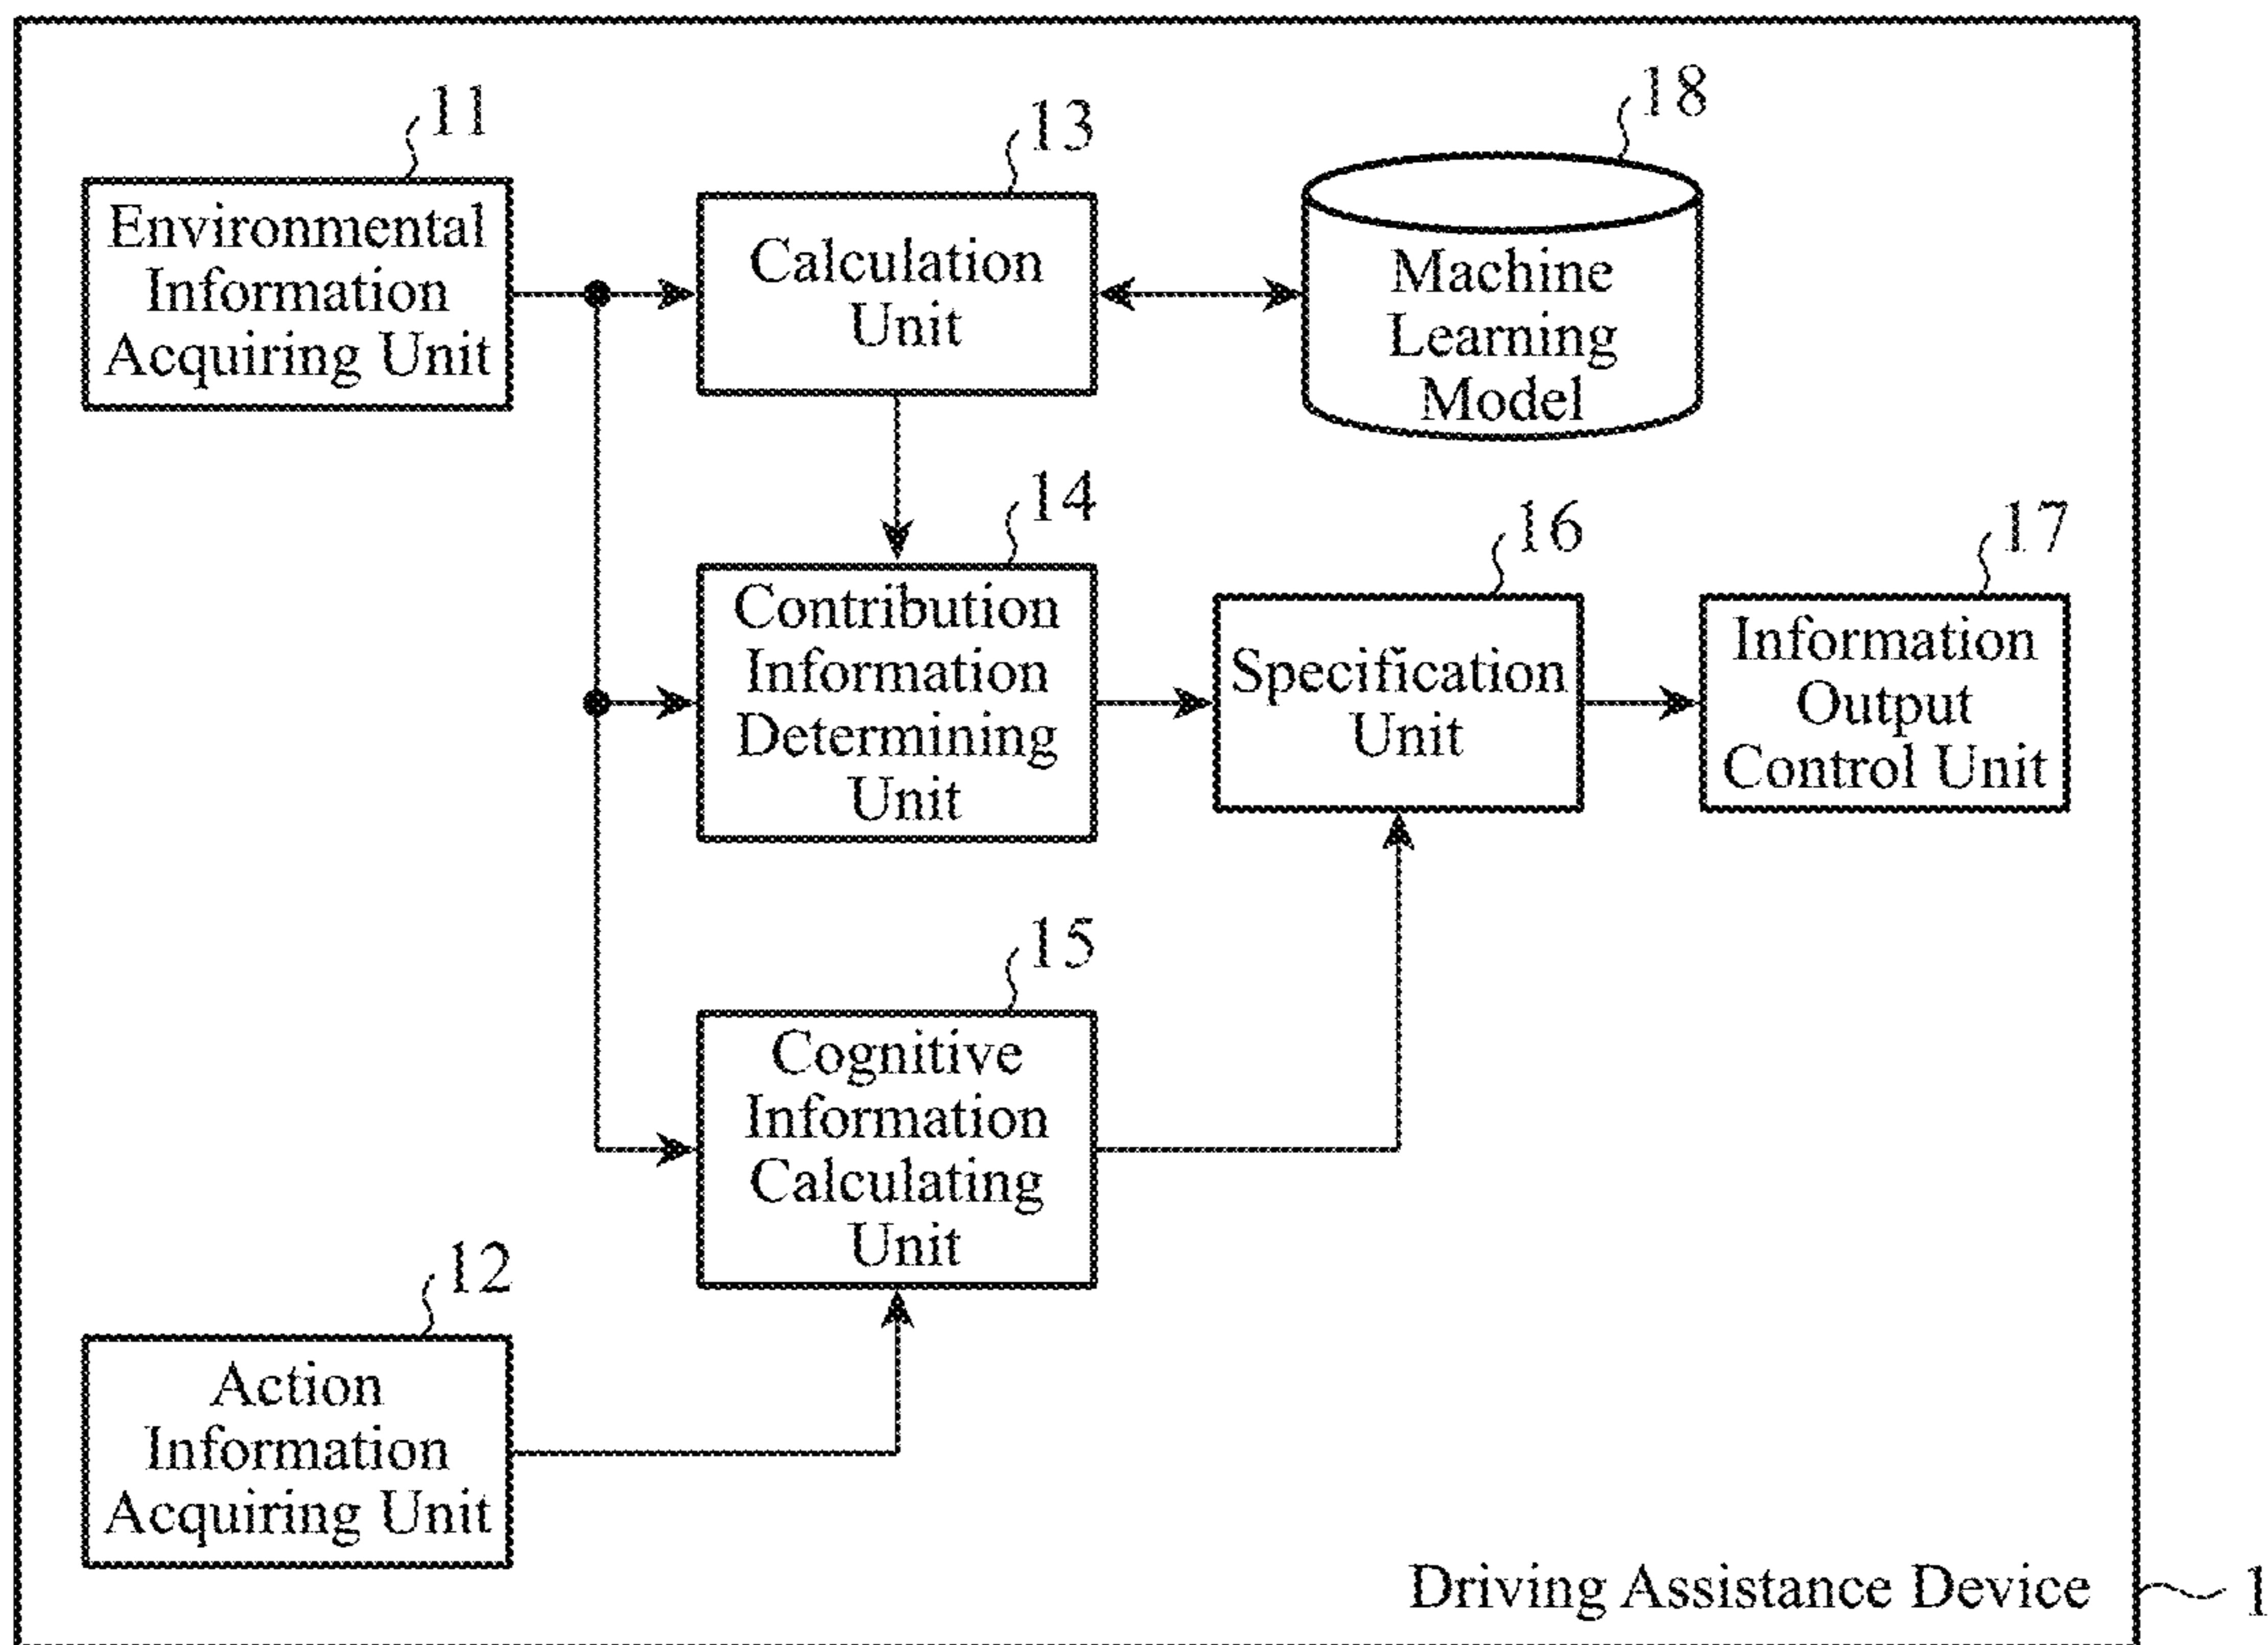 11
Environmental
Information
Acquiring Unit
13
Calculation
Unit
18
Machine
Learning
Model
14
Contribution
Information
Determining
Unit
16
Specification
Unit
17
Information
Output
Control Unit
15
Cognitive
Information
Calculating
Unit
12
Action
Information
Acquiring Unit
Driving Assistance Device
1